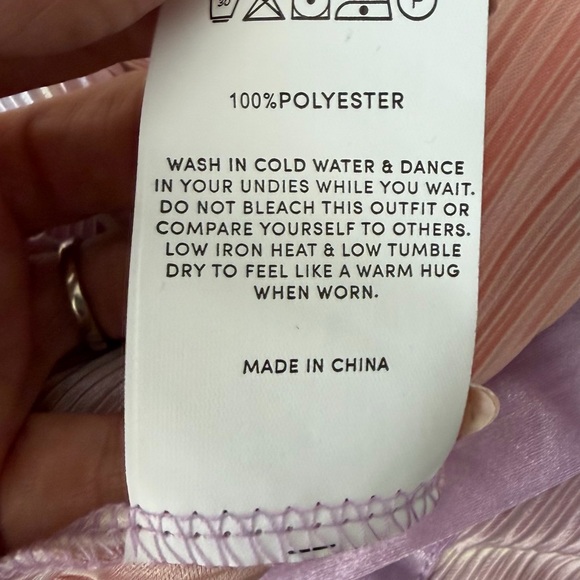 30 P
100%POLYESTER
WASH IN COLD WATER & DANCE
IN YOUR UNDIES WHILE YOU WAIT.
DO NOT BLEACH THIS OUTFIT OR
COMPARE YOURSELF TO OTHERS.
LOW IRON HEAT & LOW TUMBLE
DRY TO FEEL LIKE A WARM HUG
WHEN WORN.
MADE IN CHINA